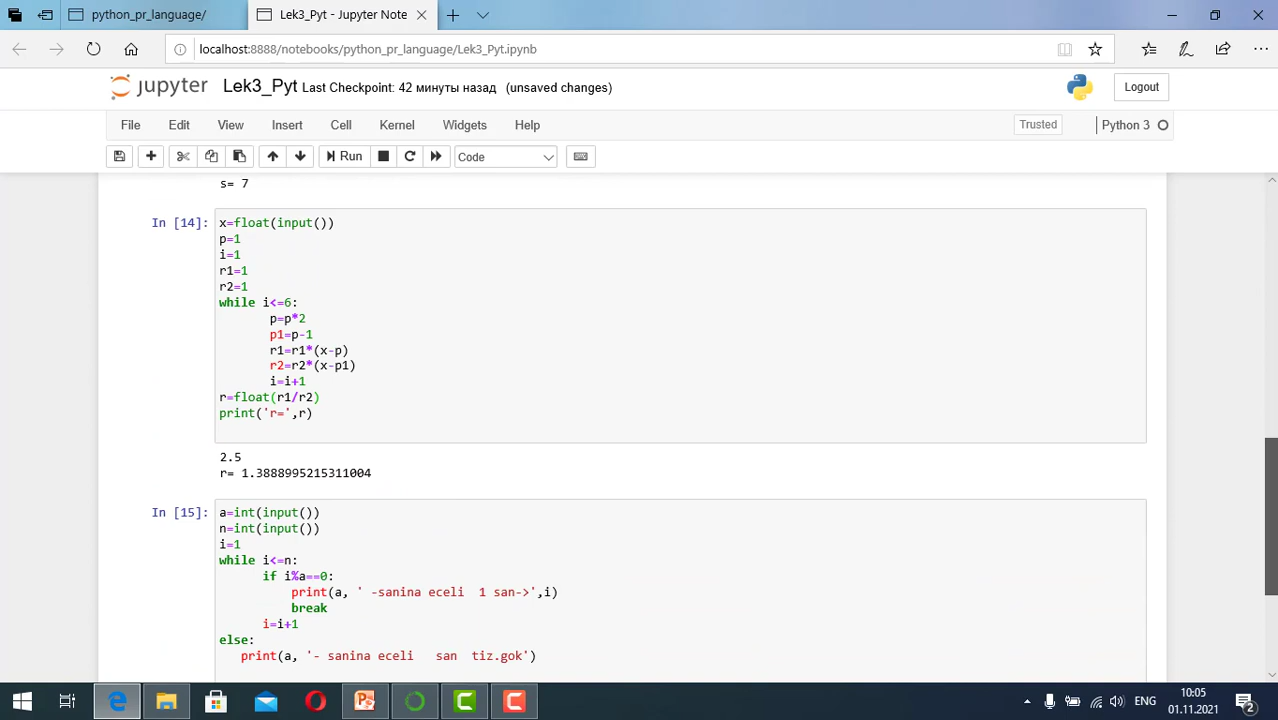 python_pr_language/
Lek3_Pyt - Jupyter Note
localhost:8888/notebooks/python_pr_language/Lek3_Pyt.ipynb
jupyter Lek3_Pyt Last Checkpoint: 42 минуты назад (unsaved changes)
Logout
File Edit View Insert Cell Kernel Widgets Help
Trusted
Python 3
Run
Code
s= 7
In [14]:
x=float(input())
p=1
i=1
r1=1
r2=1
while i<=6:
p=p*2
p1=p-1
r1=r1*(x-p)
r2=r2*(x-p1)
i=i+1
r=float(r1/r2)
print('r=',r)
2.5
r= 1.3888995215311004
In [15]:
a=int(input())
n=int(input())
i=1
while i<=n:
if i%a==0:
print(a, ' -sanina eceli  1 san->',i)
break
i=i+1
else:
print(a, '- sanina eceli   san  tiz.gok')
ENG
10:05
01.11.2021
2